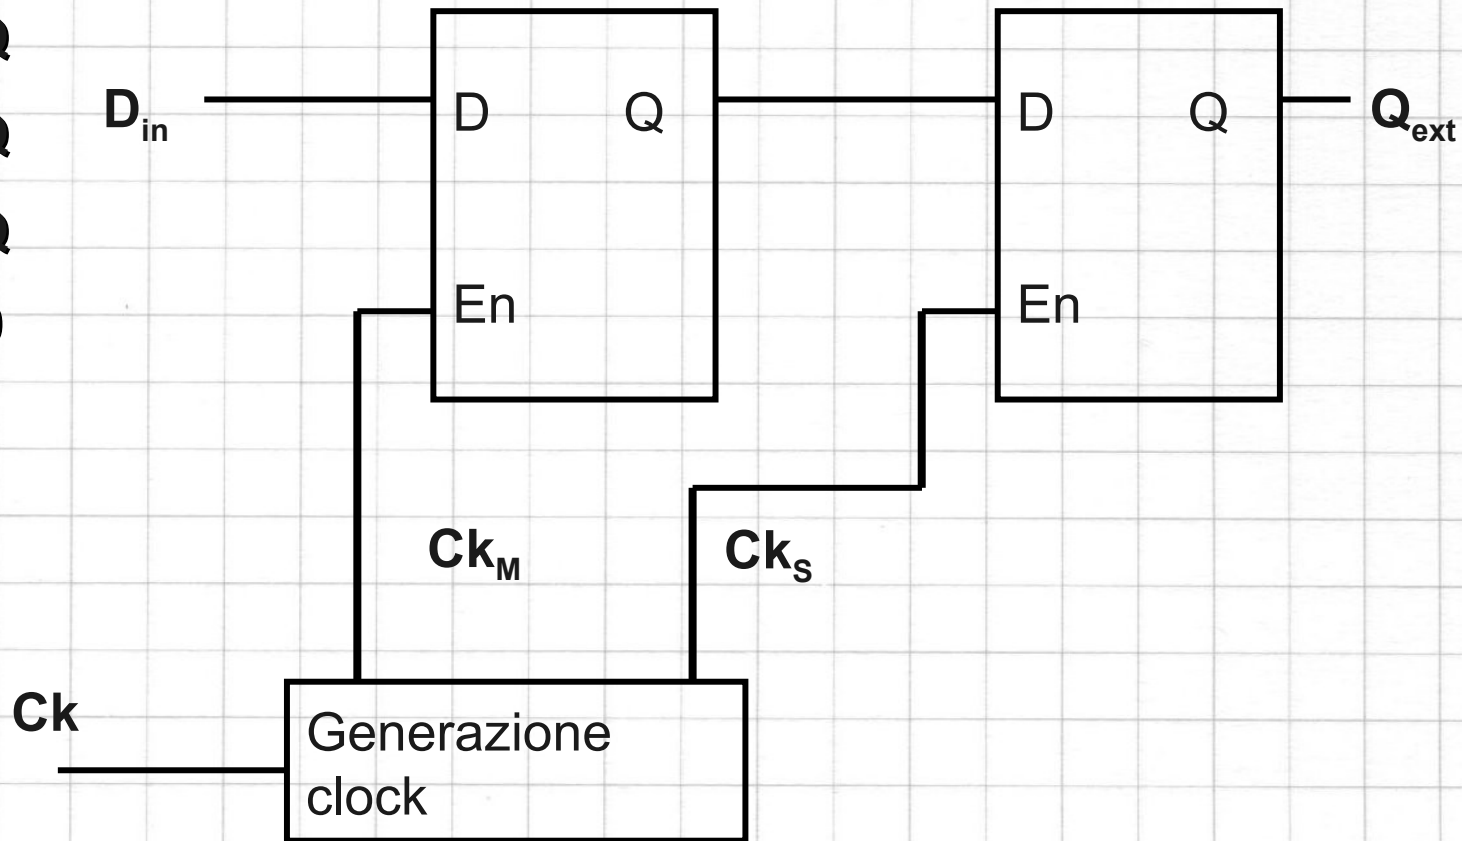 Q
Q
Q
D_in D Q D Q Q_ext
En En
Ck_M Ck_S
Ck
Generazione
clock